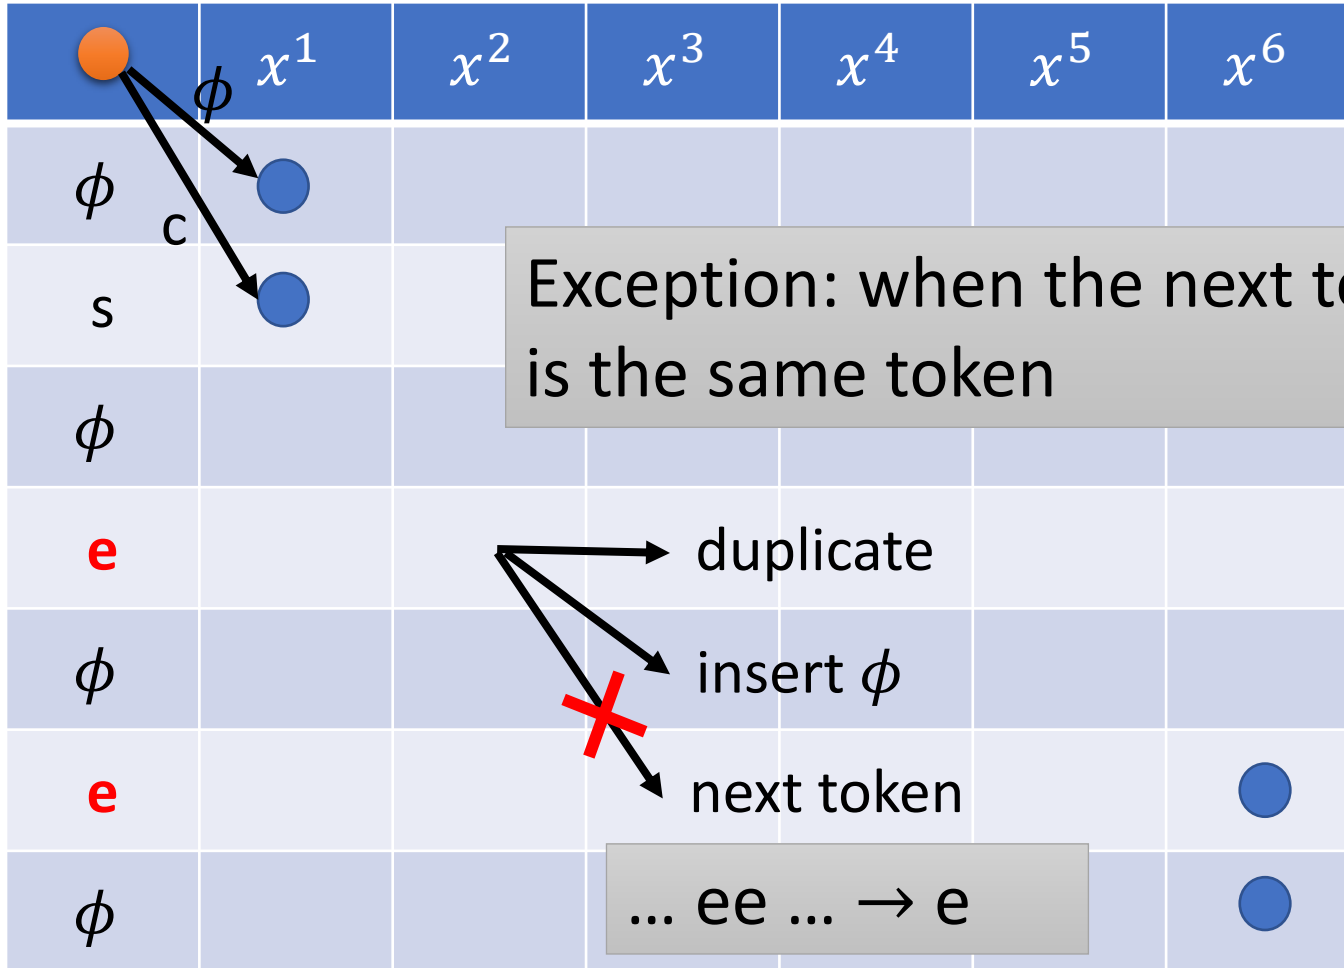 x¹ x² x³ x⁴ x⁵ x⁶
ϕ
ϕ
c
s
Exception: when the next
is the same token
ϕ
e
duplicate
ϕ
insert ϕ
e
next token
... ee ... → e
ϕ